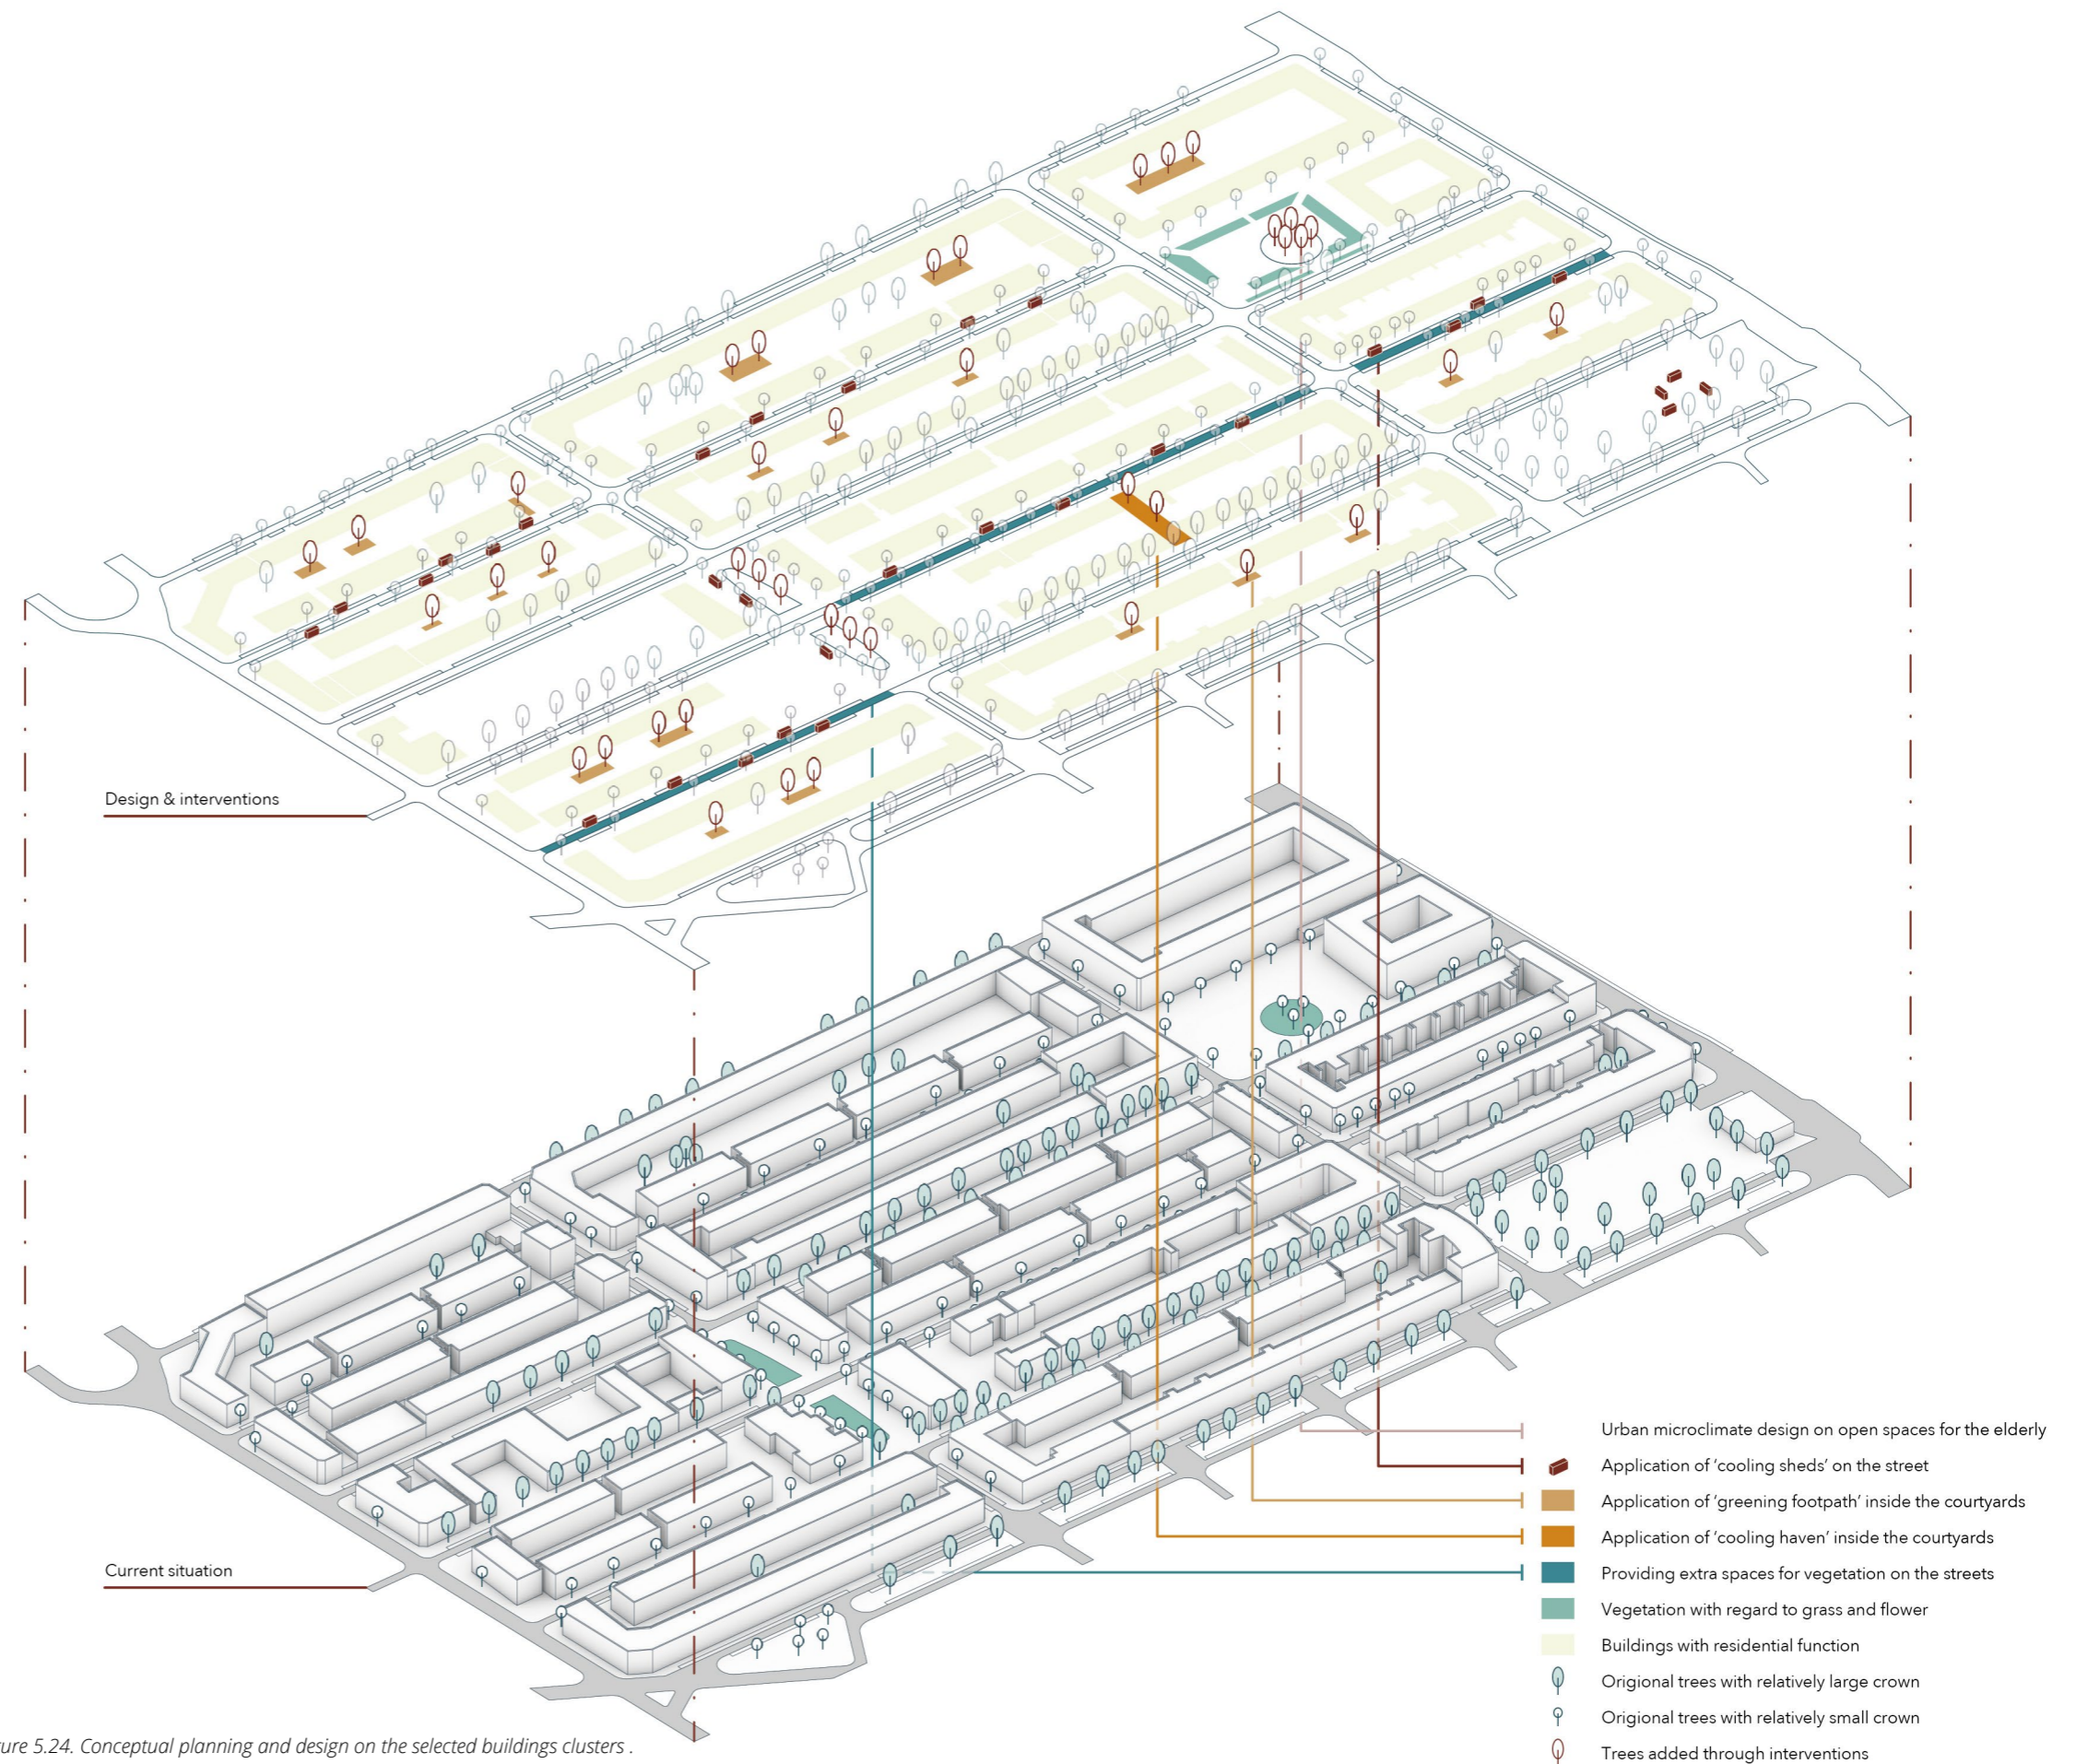 Design & interventions
Current situation
Urban microclimate design on open spaces for the elderly
Application of ‘cooling sheds’ on the street
Application of ‘greening footpath’ inside the courtyards
Application of ‘cooling haven’ inside the courtyards
Providing extra spaces for vegetation on the streets
Vegetation with regard to grass and flower
Buildings with residential function
Origional trees with relatively large crown
Origional trees with relatively small crown
Trees added through interventions
ure 5.24. Conceptual planning and design on the selected buildings clusters .